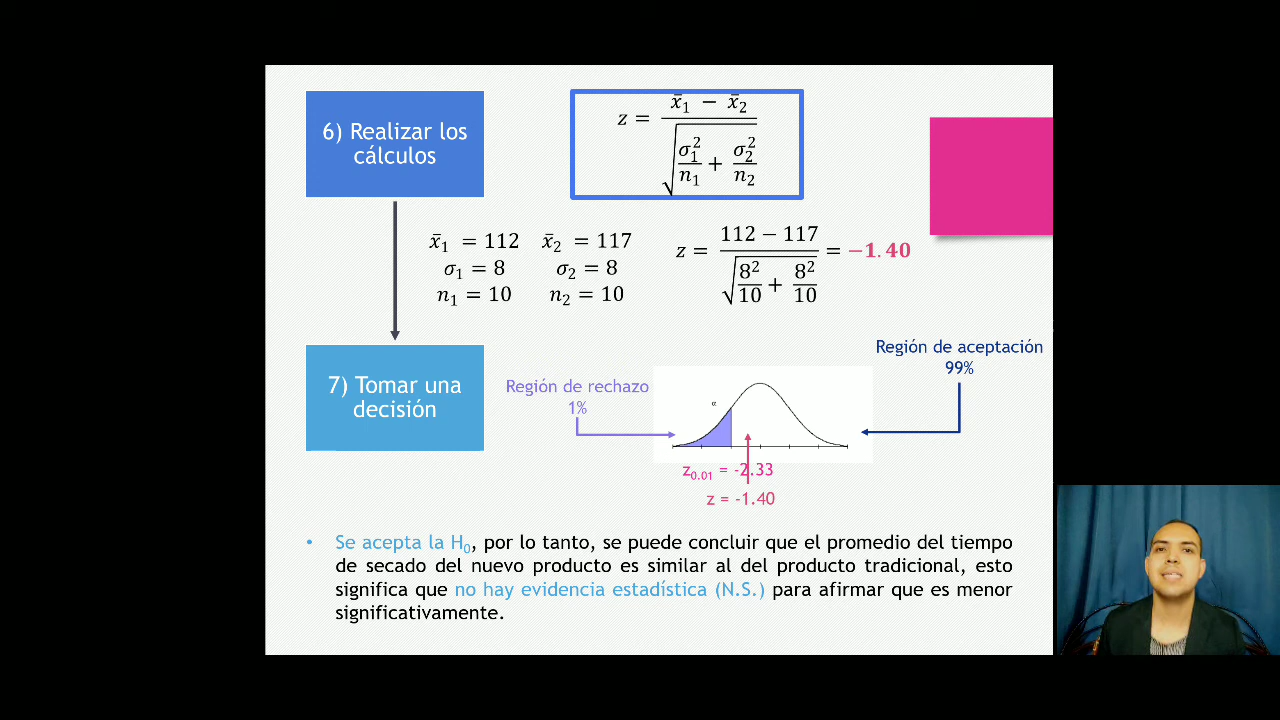 6) Realizar los
cálculos
z = (x̄₁ − x̄₂) / √(σ₁²/n₁ + σ₂²/n₂)
x̄₁ = 112 x̄₂ = 117
σ₁ = 8 σ₂ = 8
n₁ = 10 n₂ = 10
z = (112 − 117) / √(8²/10 + 8²/10) = −1.40
7) Tomar una
decisión
Región de rechazo
1%
α
Región de aceptación
99%
z₀.₀₁ = -2.33
z = -1.40
• Se acepta la H₀, por lo tanto, se puede concluir que el promedio del tiempo
de secado del nuevo producto es similar al del producto tradicional, esto
significa que no hay evidencia estadística (N.S.) para afirmar que es menor
significativamente.